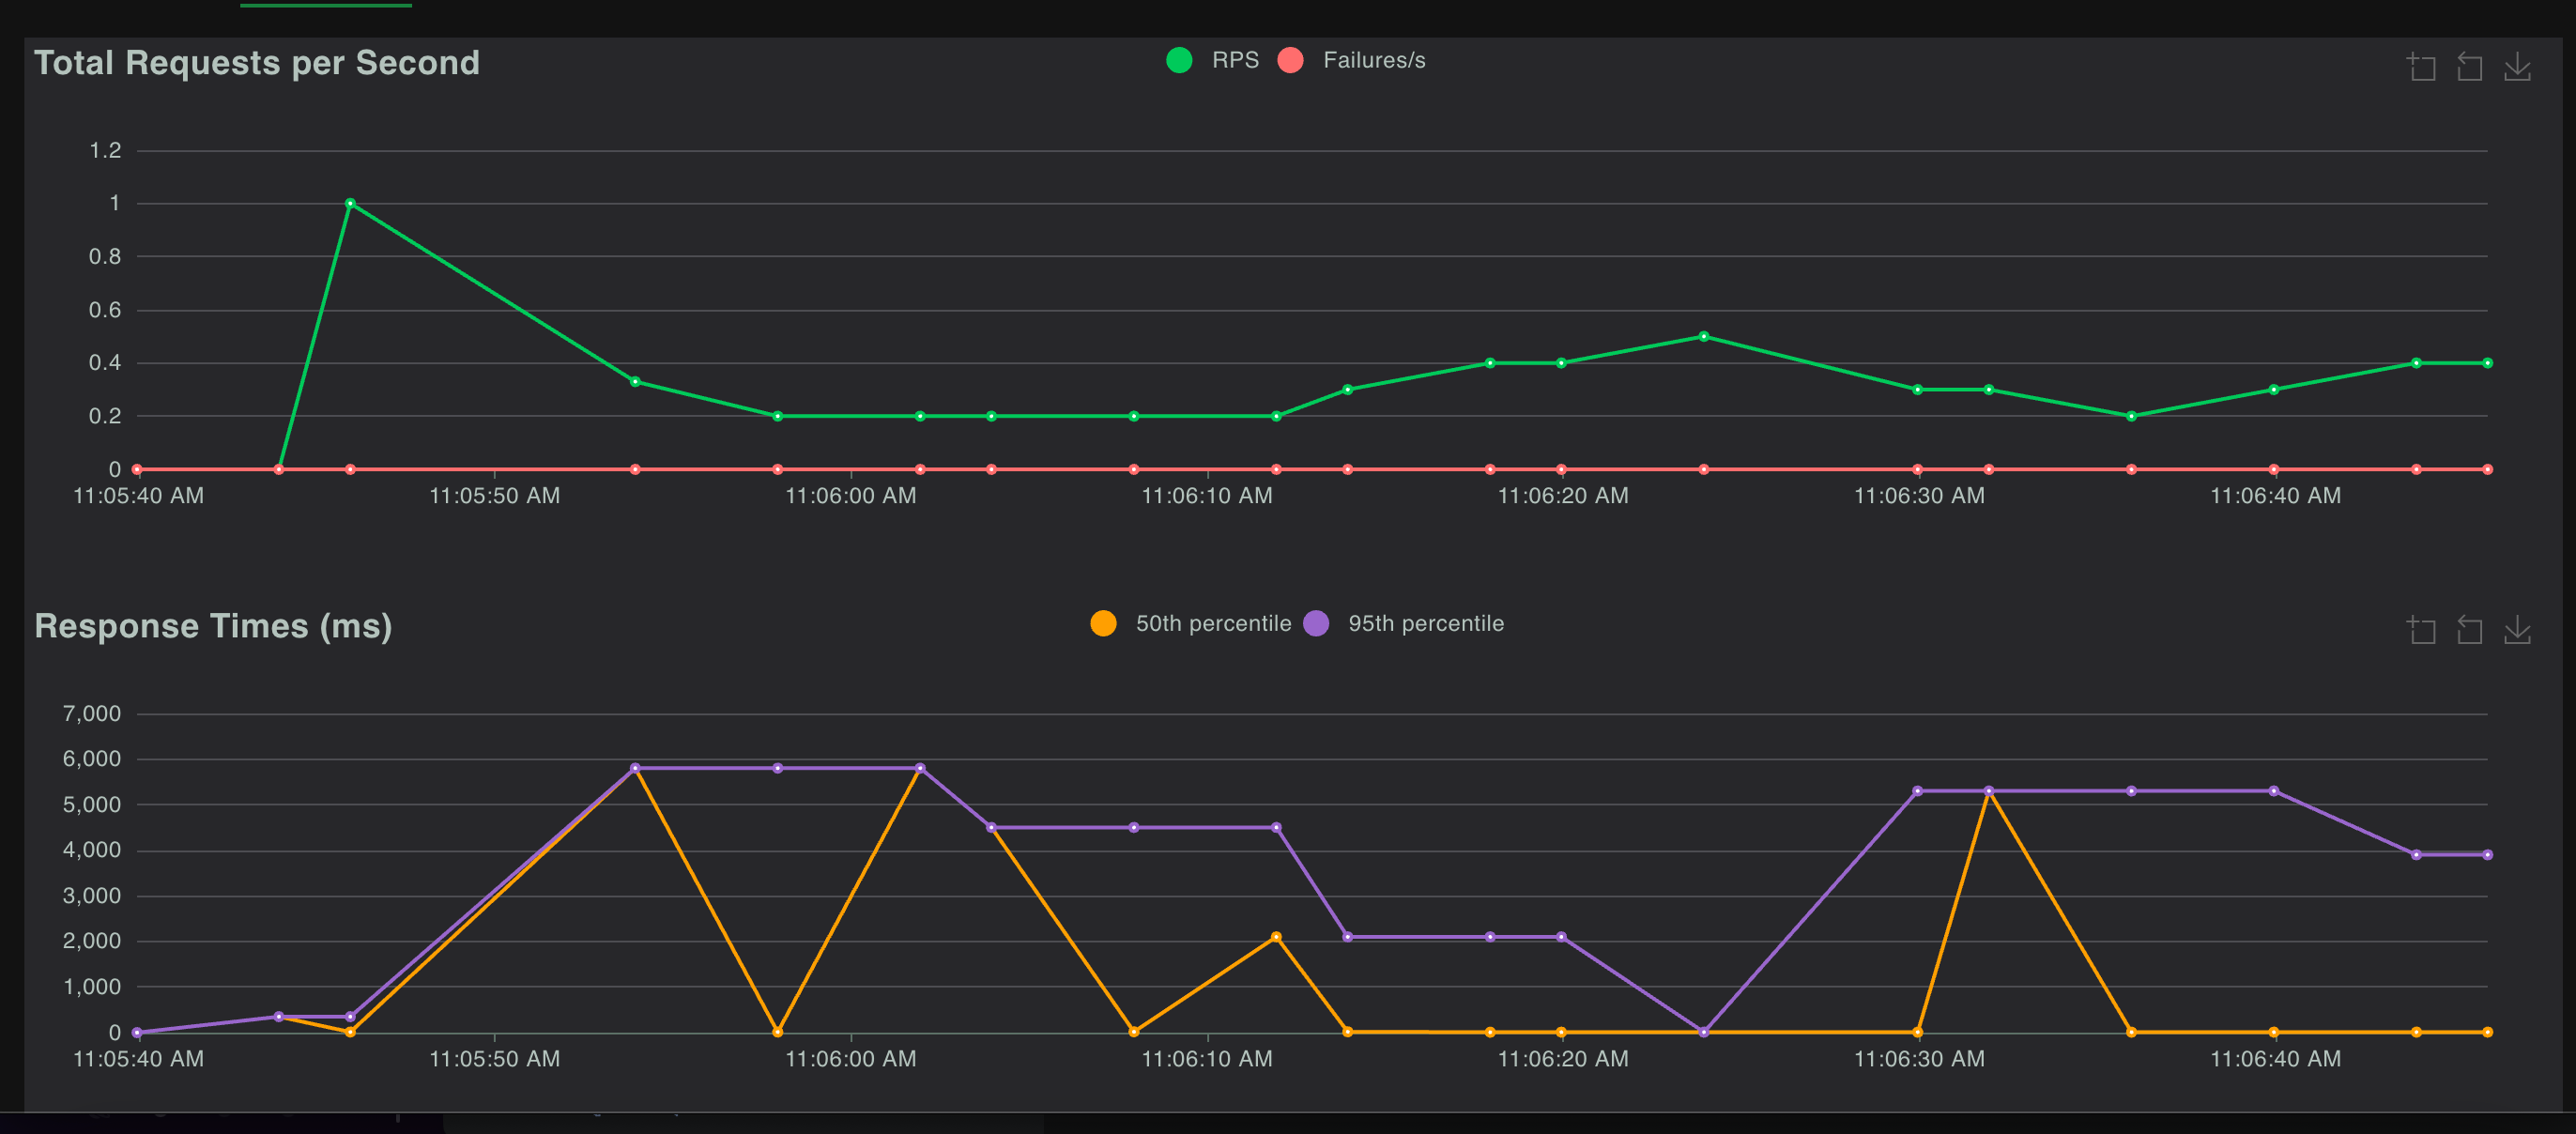 Total Requests per Second
RPS Failures/s
1.2
1
0.8
0.6
0.4
0.2
0
11:05:40 AM 11:05:50 AM 11:06:00 AM 11:06:10 AM 11:06:20 AM 11:06:30 AM 11:06:40 AM
Response Times (ms)
50th percentile 95th percentile
7,000
6,000
5,000
4,000
3,000
2,000
1,000
0
11:05:40 AM 11:05:50 AM 11:06:00 AM 11:06:10 AM 11:06:20 AM 11:06:30 AM 11:06:40 AM